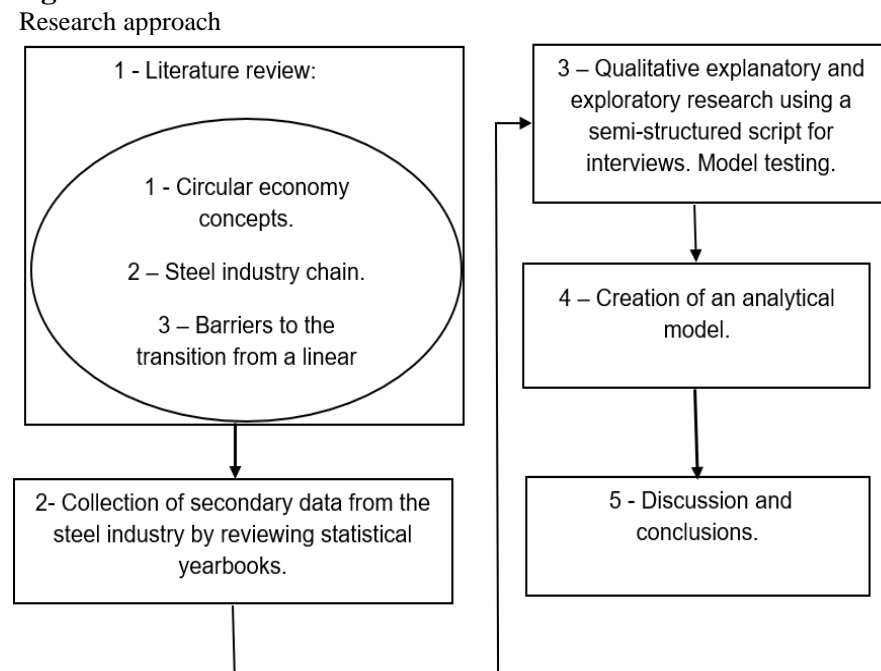 Research approach
1 - Literature review:
1 - Circular economy
concepts.
2 – Steel industry chain.
3 – Barriers to the
transition from a linear
2- Collection of secondary data from the
steel industry by reviewing statistical
yearbooks.
3 – Qualitative explanatory and
exploratory research using a
semi-structured script for
interviews. Model testing.
4 – Creation of an analytical
model.
5 - Discussion and
conclusions.